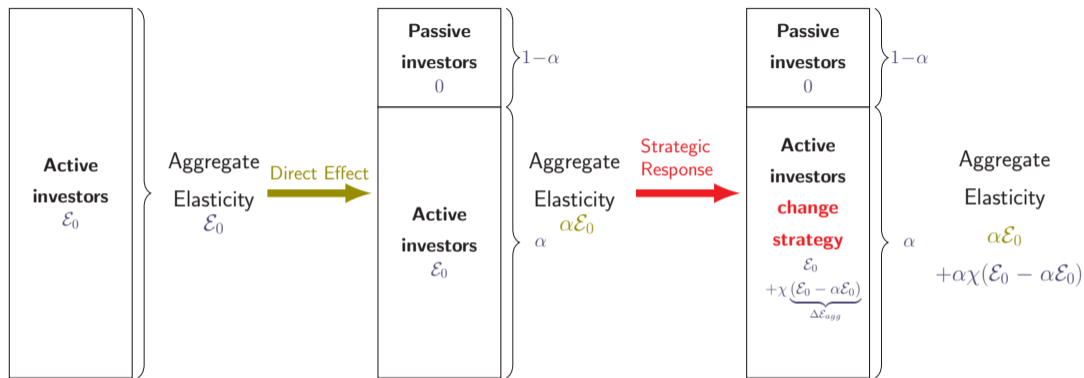 Active
investors
ℰ₀
Aggregate
Elasticity
ℰ₀
Direct Effect
Passive
investors
0
1−α
Active
investors
ℰ₀
α
Aggregate
Elasticity
αℰ₀
Strategic
Response
Passive
investors
0
1−α
Active
investors
change
strategy
ℰ₀
+χ(ℰ₀ − αℰ₀)
Δℰ_agg
α
Aggregate
Elasticity
αℰ₀
+αχ(ℰ₀ − αℰ₀)